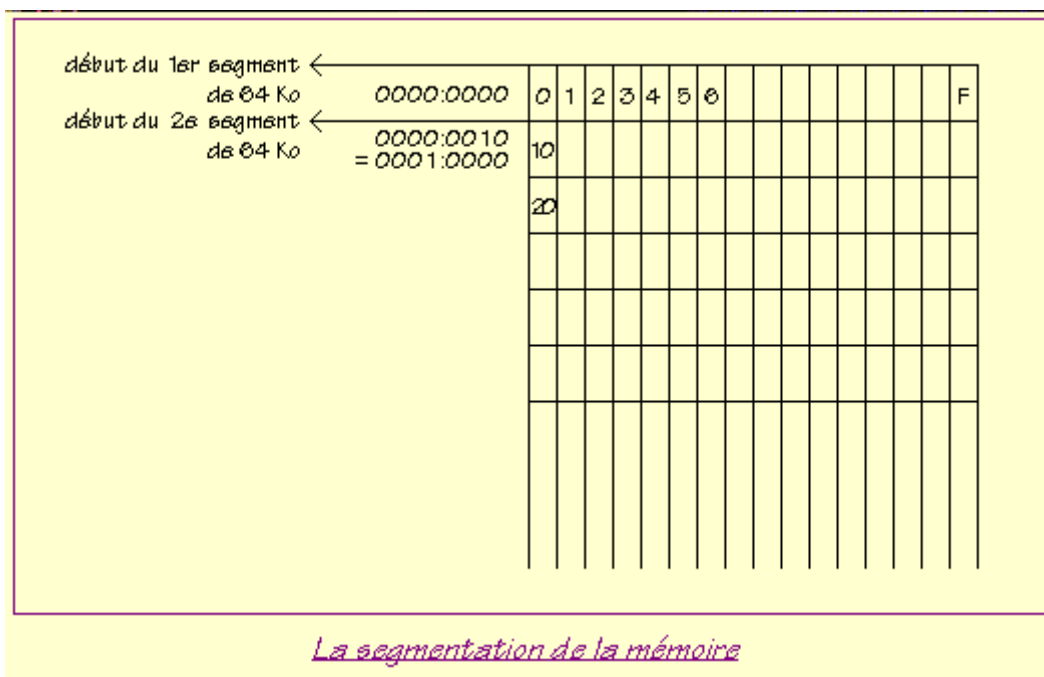 début du 1er segment
de 64 Ko 0000:0000 0 1 2 3 4 5 6 F
début du 2e segment
de 64 Ko 0000:0010
= 0001:0000 10
20
La segmentation de la mémoire